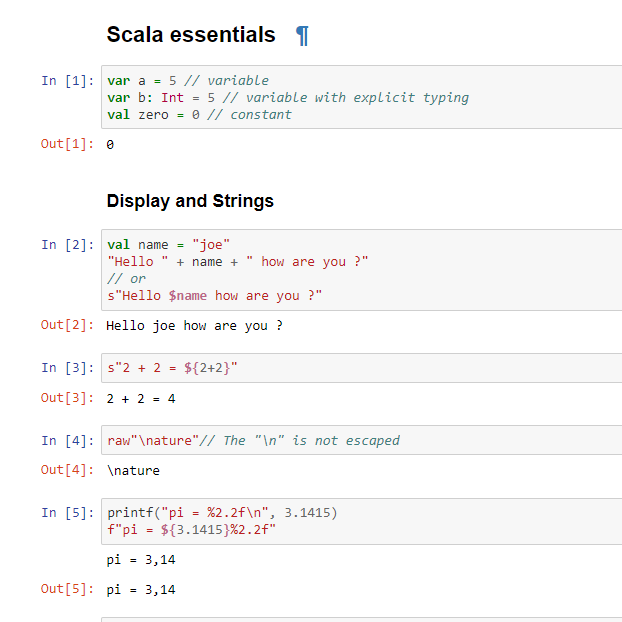 Scala essentials ¶
In [1]: var a = 5 // variable
var b: Int = 5 // variable with explicit typing
val zero = 0 // constant
Out[1]: 0
Display and Strings
In [2]: val name = "joe"
"Hello " + name + " how are you ?"
// or
s"Hello $name how are you ?"
Out[2]: Hello joe how are you ?
In [3]: s"2 + 2 = ${2+2}"
Out[3]: 2 + 2 = 4
In [4]: raw"\nature"// The "\n" is not escaped
Out[4]: \nature
In [5]: printf("pi = %2.2f\n", 3.1415)
f"pi = ${3.1415}%2.2f"
pi = 3,14
Out[5]: pi = 3,14